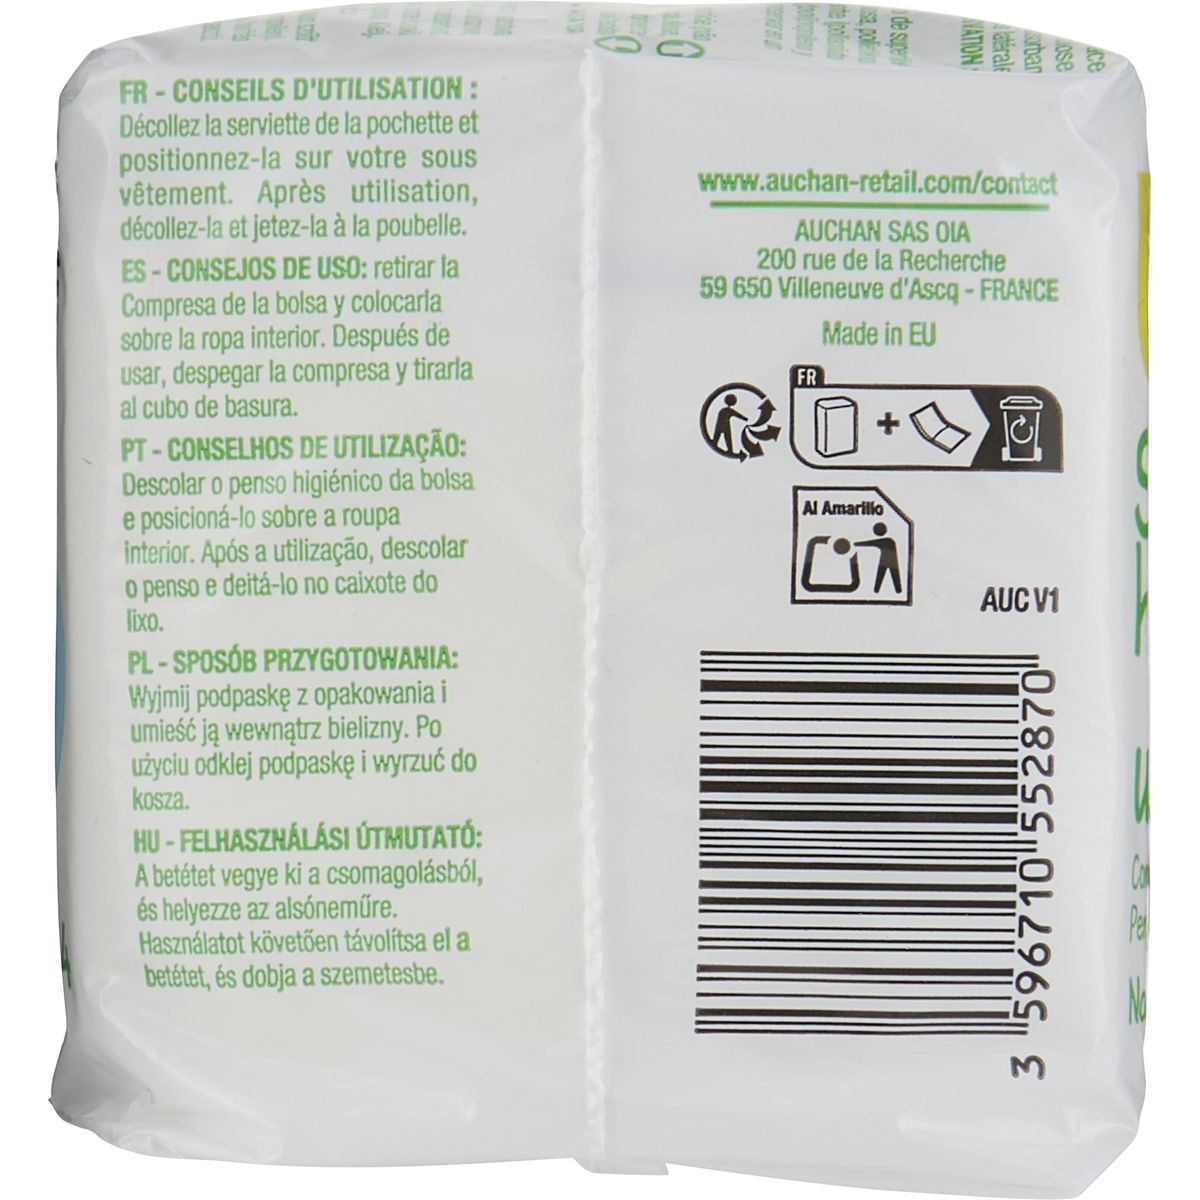 FR - CONSEILS D'UTILISATION :
Décollez la serviette de la pochette et
positionnez-la sur votre sous
vêtement. Après utilisation,
décollez-la et jetez-la à la poubelle.
ES - CONSEJOS DE USO: retirar la
Compresa de la bolsa y colocarla
sobre la ropa interior. Después de
usar, despegar la compresa y tirarla
al cubo de basura.
PT - CONSELHOS DE UTILIZAÇÃO:
Descolar o penso higiénico da bolsa
e posicioná-lo sobre a roupa
interior. Após a utilização, descolar
o penso e deitá-lo no caixote do
lixo.
PL - SPOSÓB PRZYGOTOWANIA:
Wyjmij podpaskę z opakowania i
umieść ją wewnątrz bielizny. Po
użyciu odklej podpaskę i wyrzuć do
kosza.
HU - FELHASZNÁLÁSI ÚTMUTATÓ:
A betétet vegye ki a csomagolásból,
és helyezze az alsóneműre.
Használatot követően távolítsa el a
betétet, és dobja a szemetesbe.
www.auchan-retail.com/contact
AUCHAN SAS OIA
200 rue de la Recherche
59 650 Villeneuve d'Ascq - FRANCE
Made in EU
FR
+
Al Amarillo
AUC V1
3 596710 552870